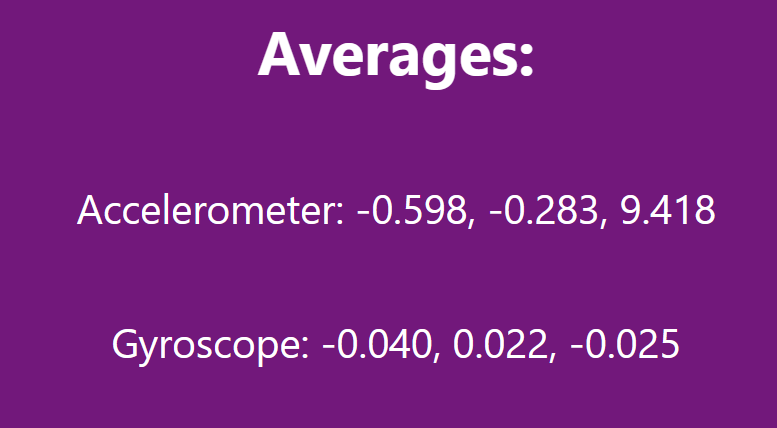 Averages:
Accelerometer: -0.598, -0.283, 9.418
Gyroscope: -0.040, 0.022, -0.025